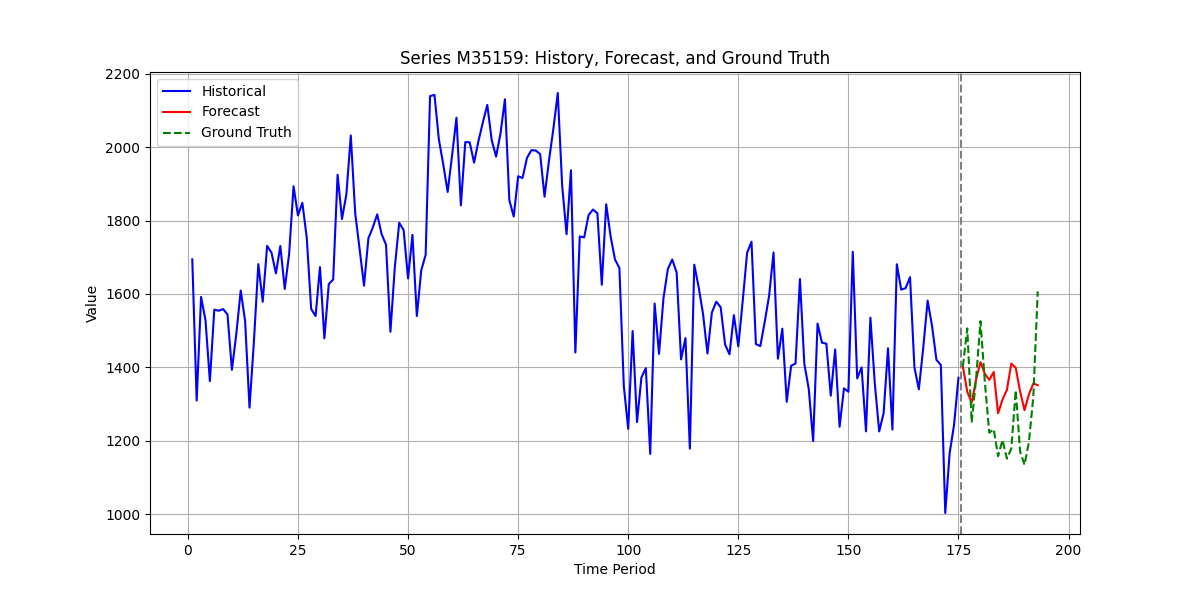 Series M35159: History, Forecast, and Ground Truth
Historical
Forecast
Ground Truth
2200
2000
1800
1600
1400
1200
1000
Value
0 25 50 75 100 125 150 175 200
Time Period